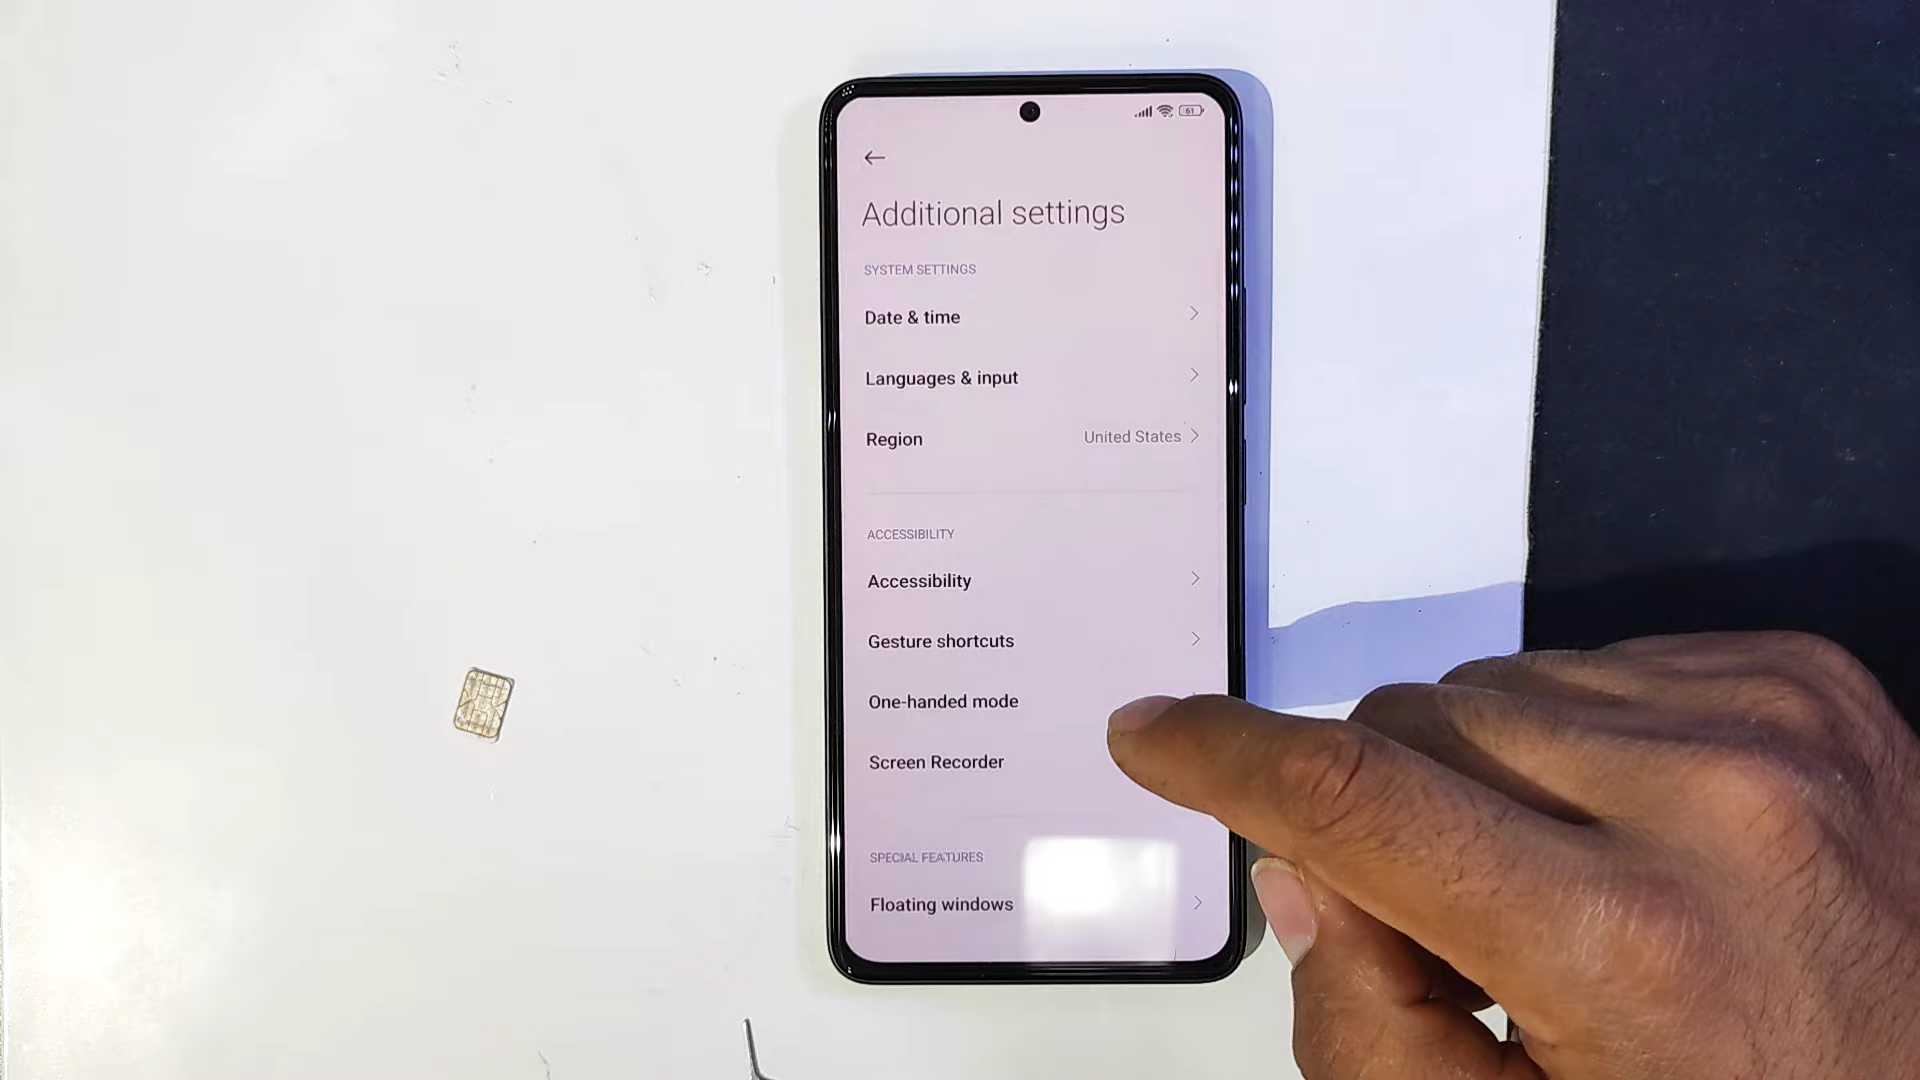 61
Additional settings
SYSTEM SETTINGS
Date & time
Languages & input
Region United States
ACCESSIBILITY
Accessibility
Gesture shortcuts
One-handed mode
Screen Recorder
SPECIAL FEATURES
Floating windows